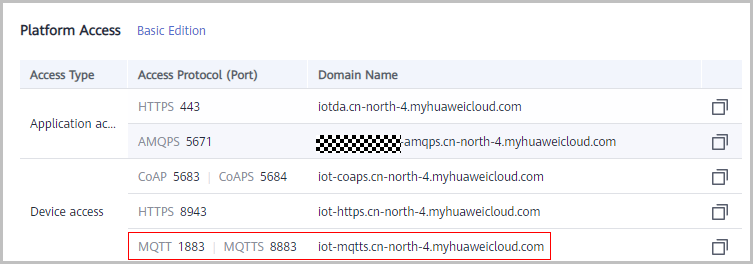 Platform Access Basic Edition
Access Type Access Protocol (Port) Domain Name
HTTPS 443 iotda.cn-north-4.myhuaweicloud.com
Application ac...
AMQPS 5671 -amqps.cn-north-4.myhuaweicloud.com
CoAP 5683 | CoAPS 5684 iot-coaps.cn-north-4.myhuaweicloud.com
Device access HTTPS 8943 iot-https.cn-north-4.myhuaweicloud.com
MQTT 1883 | MQTTS 8883 iot-mqtts.cn-north-4.myhuaweicloud.com